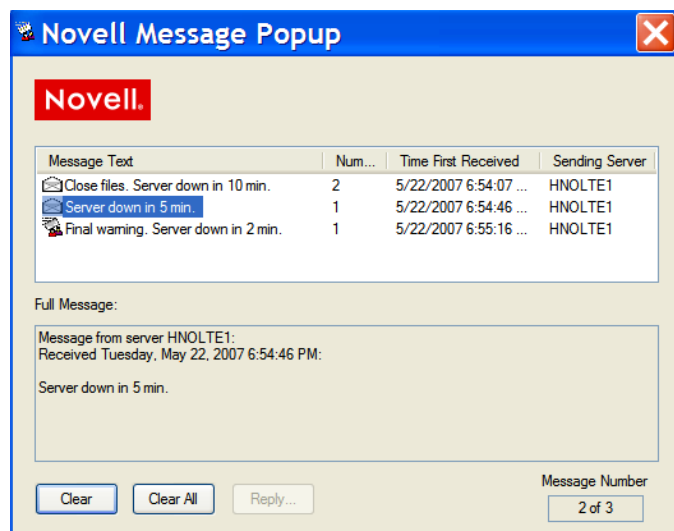 Novell Message Popup
Novell.
Message Text Num... Time First Received Sending Server
Close files. Server down in 10 min. 2 5/22/2007 6:54:07 ... HNOLTE1
Server down in 5 min. 1 5/22/2007 6:54:46 ... HNOLTE1
Final warning. Server down in 2 min. 1 5/22/2007 6:55:16 ... HNOLTE1
Full Message:
Message from server HNOLTE1:
Received Tuesday, May 22, 2007 6:54:46 PM:
Server down in 5 min.
Message Number
Clear Clear All Reply... 2 of 3